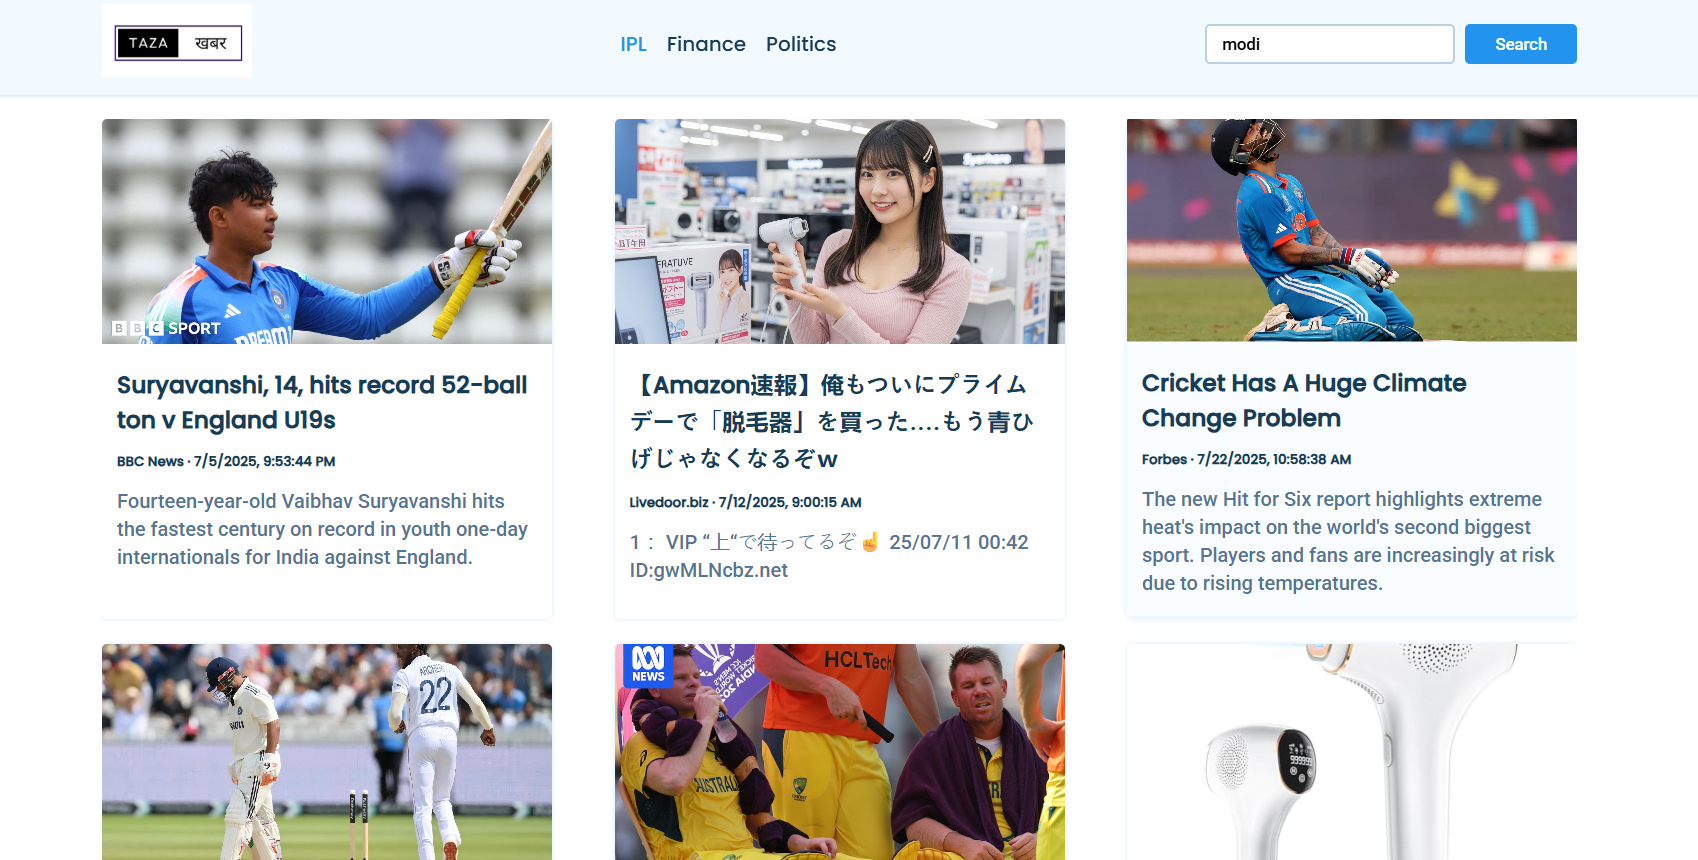 TAZA खबर
IPL Finance Politics
modi
Search
BBC SPORT
DREAM
Suryavanshi, 14, hits record 52-ball
ton v England U19s
BBC News · 7/5/2025, 9:53:44 PM
Fourteen-year-old Vaibhav Suryavanshi hits
the fastest century on record in youth one-day
internationals for India against England.
【Amazon速報】俺もついにプライム
デーで「脱毛器」を買った....もう青ひ
げじゃなくなるぞw
Livedoor.biz · 7/12/2025, 9:00:15 AM
1 ： VIP “上“で待ってるぞ☝ 25/07/11 00:42
ID:gwMLNcbz.net
Cricket Has A Huge Climate
Change Problem
Forbes · 7/22/2025, 10:58:38 AM
The new Hit for Six report highlights extreme
heat's impact on the world's second biggest
sport. Players and fans are increasingly at risk
due to rising temperatures.
ARCHER
22
NEWS
HCLTech
AUSTRALIA
999999